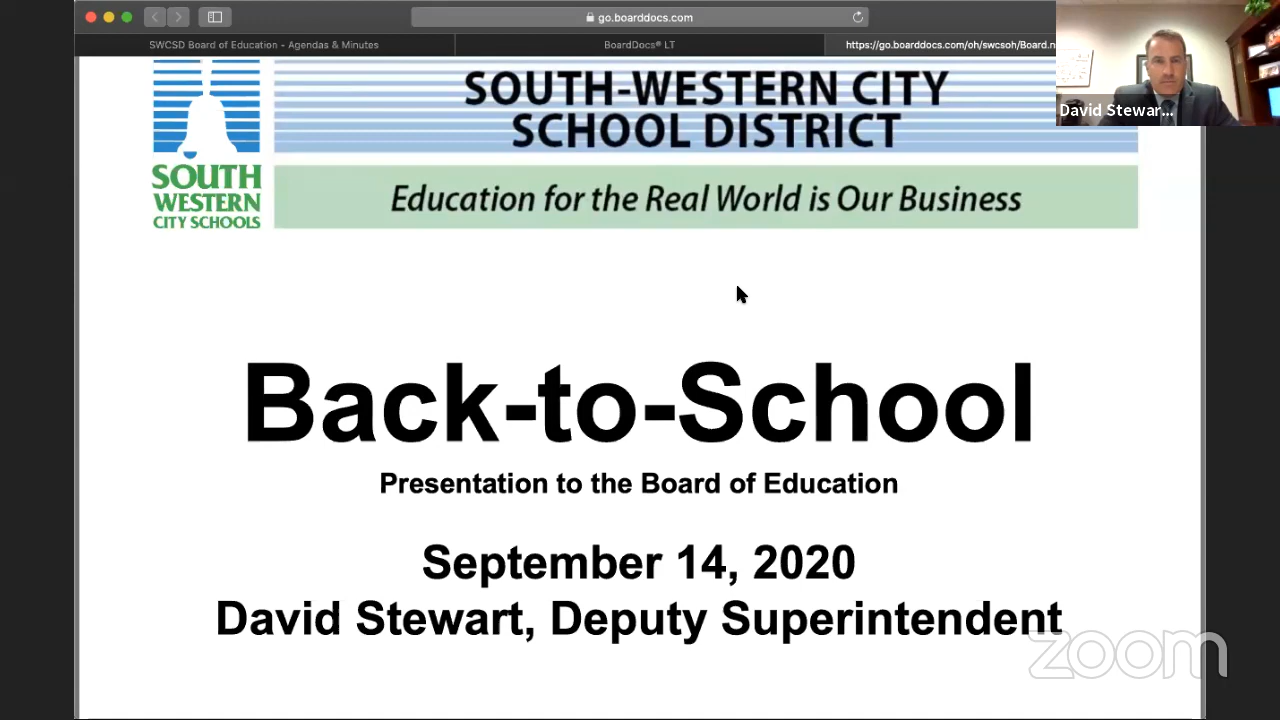 go.boarddocs.com
SWCSD Board of Education - Agendas & Minutes
BoardDocs® LT
https://go.boarddocs.com/oh/swcsoh/Board.n
David Stewar...
SOUTH-WESTERN CITY
SCHOOL DISTRICT
SOUTH
WESTERN
CITY SCHOOLS
Education for the Real World is Our Business
Back-to-School
Presentation to the Board of Education
September 14, 2020
David Stewart, Deputy Superintendent
zoom